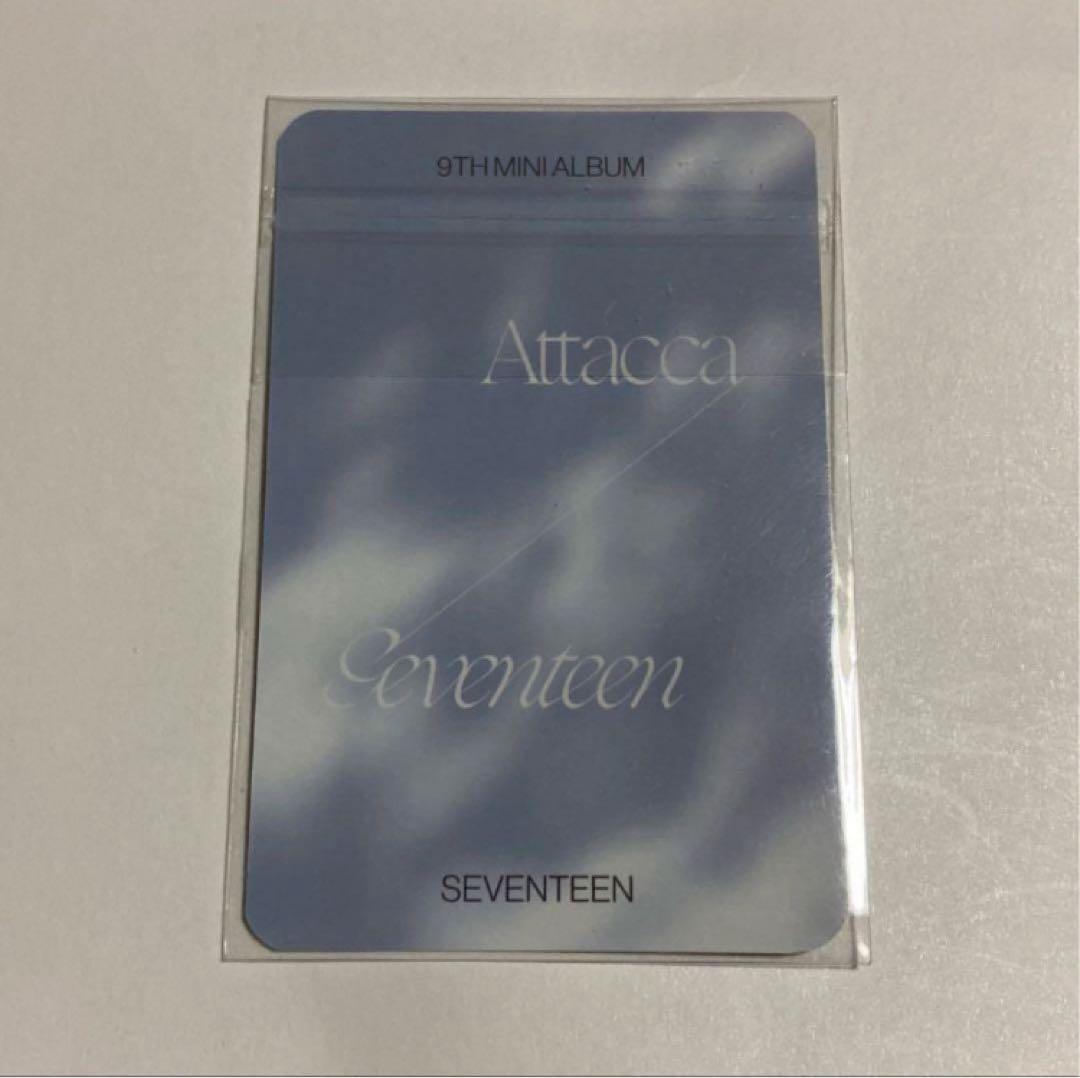 9TH MINI ALBUM
Attacca
Seventeen
SEVENTEEN